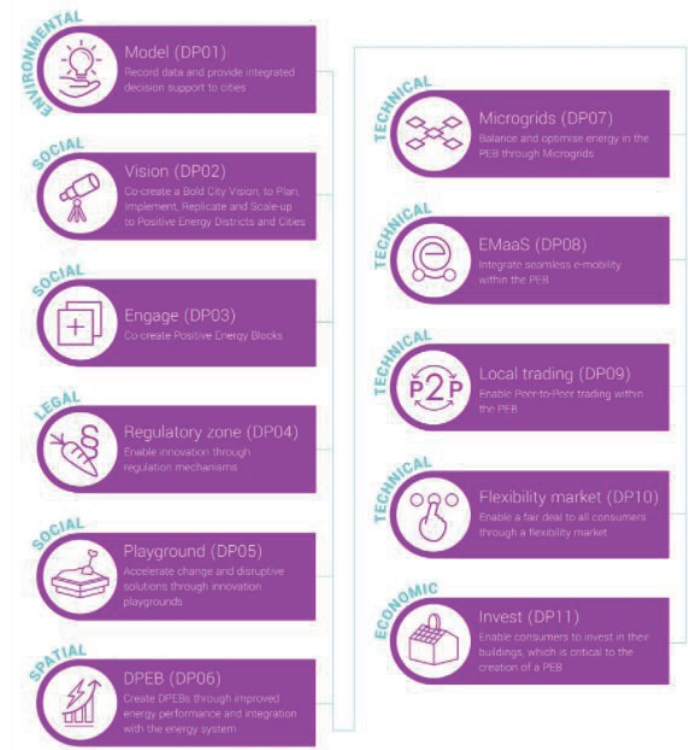 ENVIRONMENTAL
Model (DP01)
Record data and provide integrated
decision support to cities
SOCIAL
Vision (DP02)
Co-create a Bold City Vision, to Plan,
Implement, Replicate and Scale-up
to Positive Energy Districts and Cities
SOCIAL
Engage (DP03)
Co-create Positive Energy Blocks
LEGAL
Regulatory zone (DP04)
Enable innovation through
regulation mechanisms
SOCIAL
Playground (DP05)
Accelerate change and disruptive
solutions through innovation
playgrounds
SPATIAL
DPEB (DP06)
Create DPEBs through improved
energy performance and integration
with the energy system
TECHNICAL
Microgrids (DP07)
Balance and optimise energy in the
PEB through Microgrids
TECHNICAL
e
EMaaS (DP08)
Integrate seamless e-mobility
within the PEB
TECHNICAL
P2P
Local trading (DP09)
Enable Peer-to-Peer trading within
the PEB
TECHNICAL
Flexibility market (DP10)
Enable a fair deal to all consumers
through a flexibility market
ECONOMIC
Invest (DP11)
Enable consumers to invest in their
buildings, which is critical to the
creation of a PEB